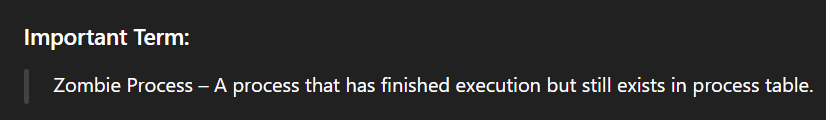 Important Term:
Zombie Process – A process that has finished execution but still exists in process table.